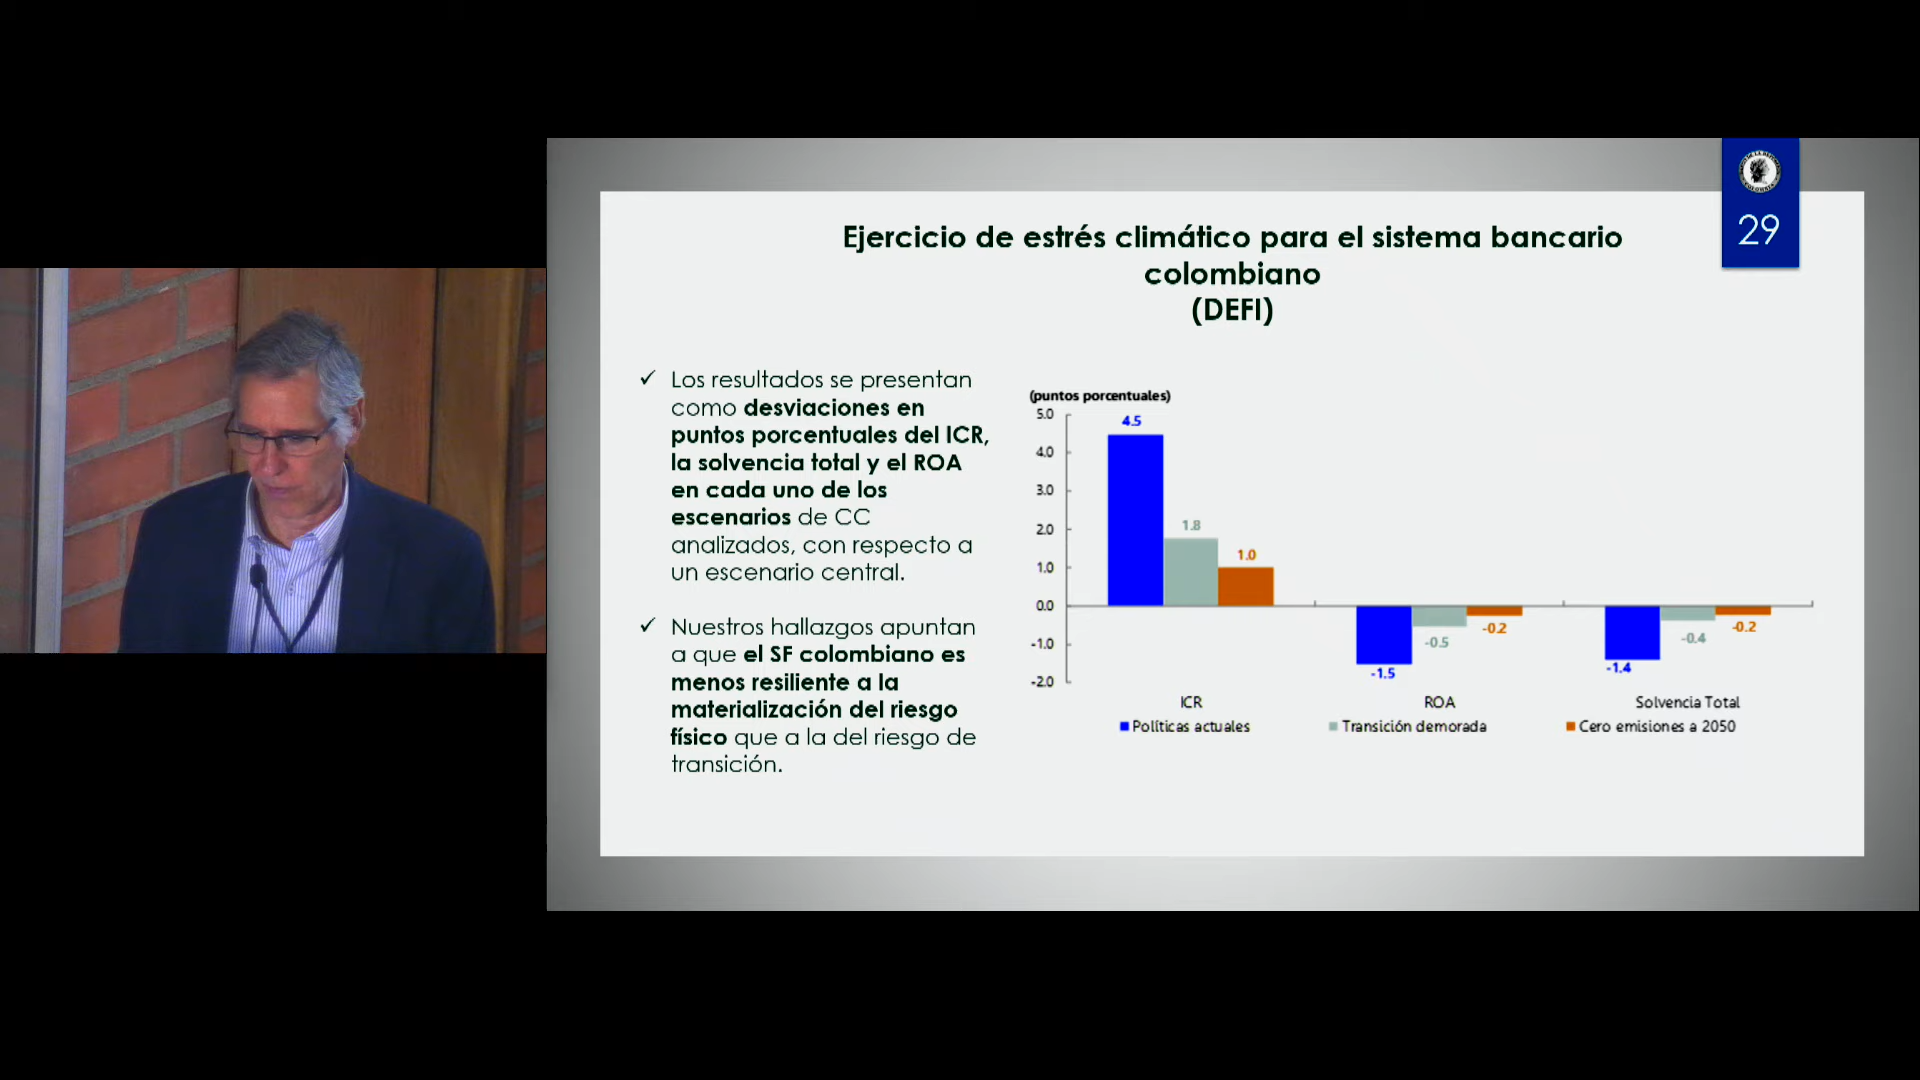 29
Ejercicio de estrés climático para el sistema bancario
colombiano
(DEFI)
✓ Los resultados se presentan
como desviaciones en
puntos porcentuales del ICR,
la solvencia total y el ROA
en cada uno de los
escenarios de CC
analizados, con respecto a
un escenario central.
✓ Nuestros hallazgos apuntan
a que el SF colombiano es
menos resiliente a la
materialización del riesgo
físico que a la del riesgo de
transición.
(puntos porcentuales)
5.0
4.0
3.0
2.0
1.0
0.0
-1.0
-2.0
4.5
1.8
1.0
-1.5
-0.5
-0.2
-1.4
-0.4
-0.2
ICR ROA Solvencia Total
Políticas actuales Transición demorada Cero emisiones a 2050